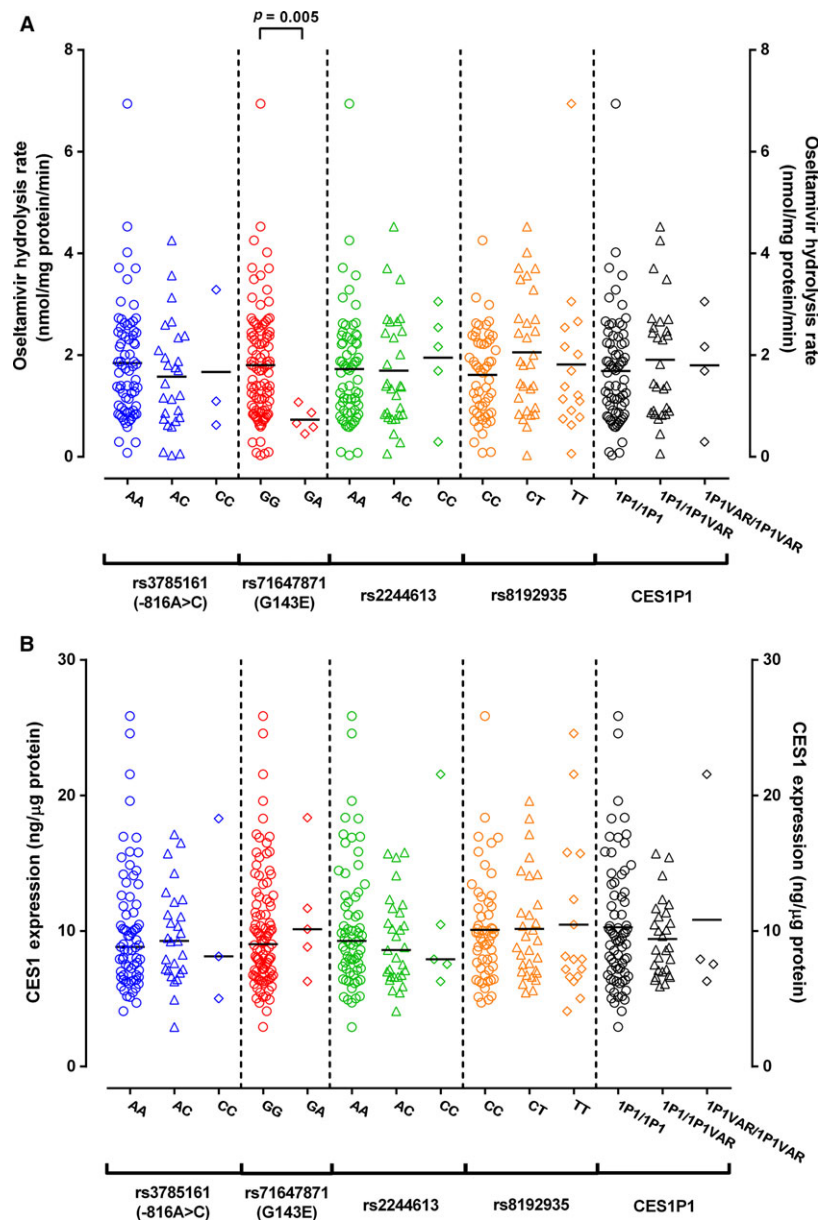 A
p = 0.005
8
6
4
2
0
Oseltamivir hydrolysis rate
(nmol/mg protein/min)
8
6
4
2
0
Oseltamivir hydrolysis rate
(nmol/mg protein/min)
AA AC CC GG GA AA AC CC CC CT TT 1P1/1P1 1P1/1P1VAR 1P1VAR/1P1VAR
rs3785161 rs71647871 rs2244613 rs8192935 CES1P1
(-816A>C) (G143E)
B
30
20
10
0
CES1 expression (ng/µg protein)
30
20
10
0
CES1 expression (ng/µg protein)
AA AC CC GG GA AA AC CC CC CT TT 1P1/1P1 1P1/1P1VAR 1P1VAR/1P1VAR
rs3785161 rs71647871 rs2244613 rs8192935 CES1P1
(-816A>C) (G143E)